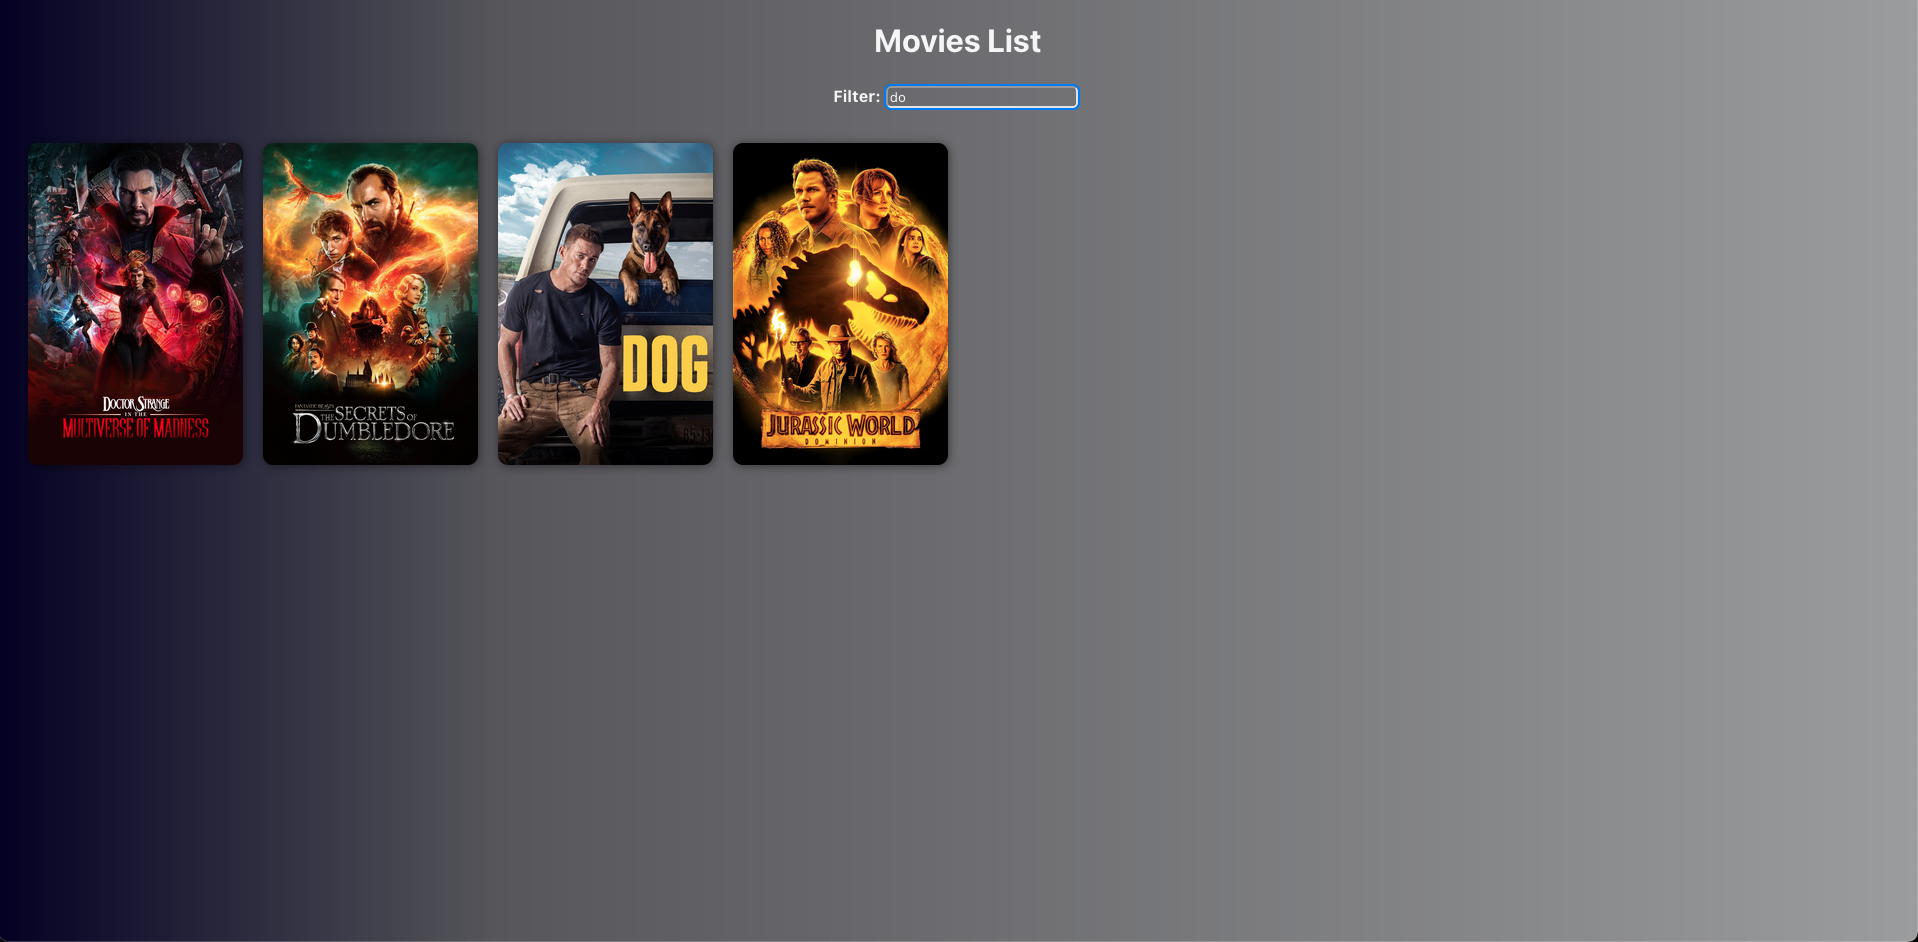 Movies List
Filter: do
DOCTOR STRANGE
IN THE
MULTIVERSE OF MADNESS
FANTASTIC BEASTS
THE SECRETS OF
DUMBLEDORE
DOG
JURASSIC WORLD
DOMINION